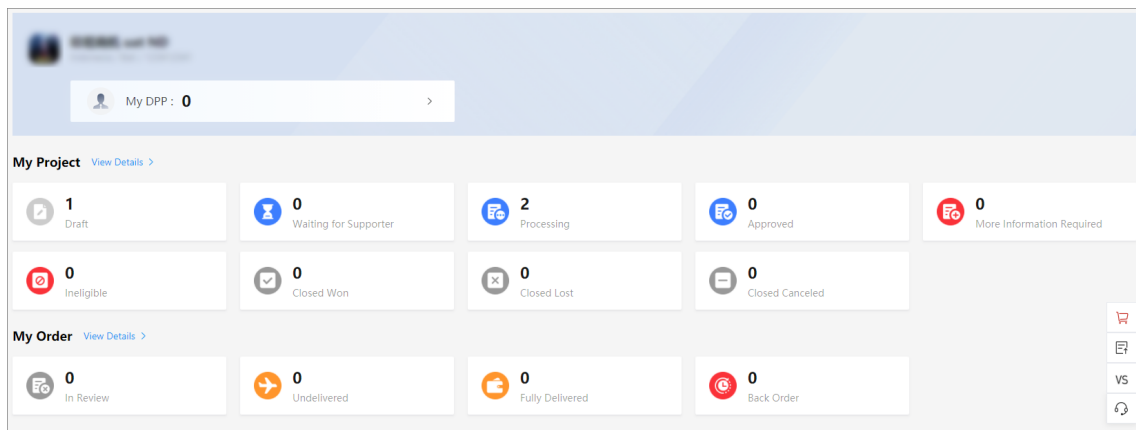 My DPP : 0
My Project View Details >
1
Draft
0
Waiting for Supporter
2
Processing
0
Approved
0
More Information Required
0
Ineligible
0
Closed Won
0
Closed Lost
0
Closed Canceled
My Order View Details >
0
In Review
0
Undelivered
0
Fully Delivered
0
Back Order
VS